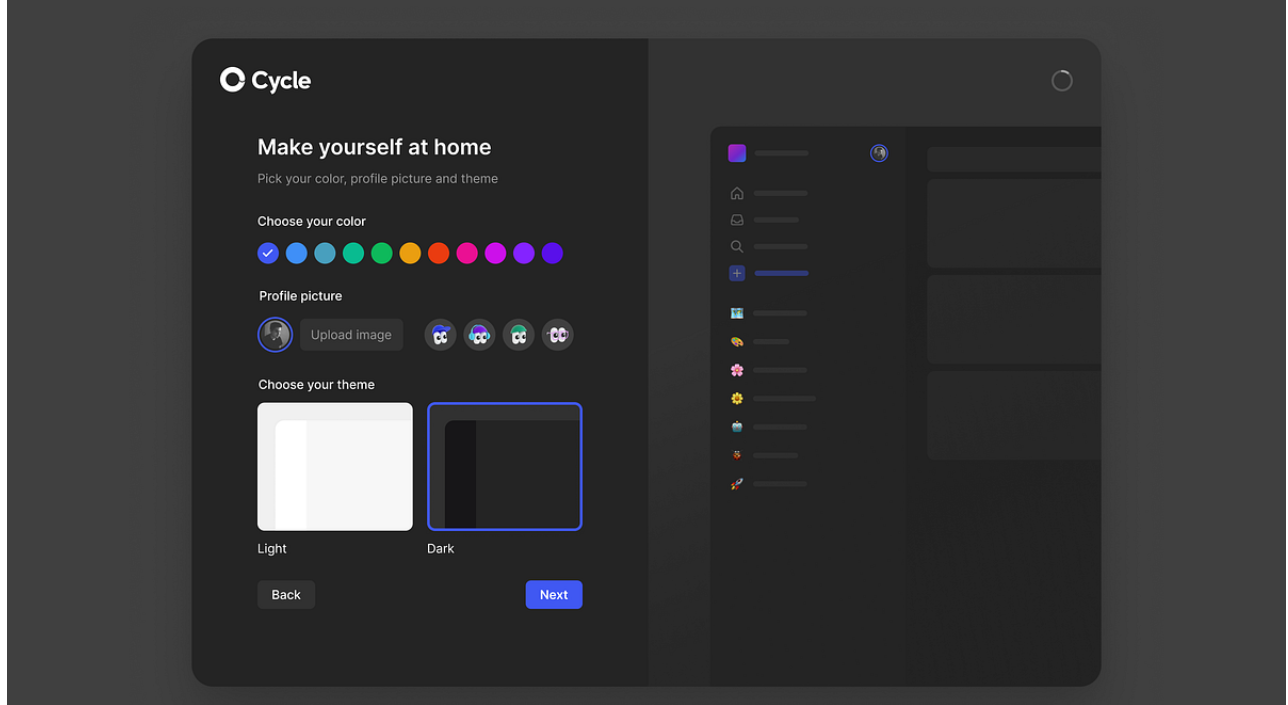 Cycle
Make yourself at home
Pick your color, profile picture and theme
Choose your color
Profile picture
Upload image
Choose your theme
Light
Dark
Back
Next